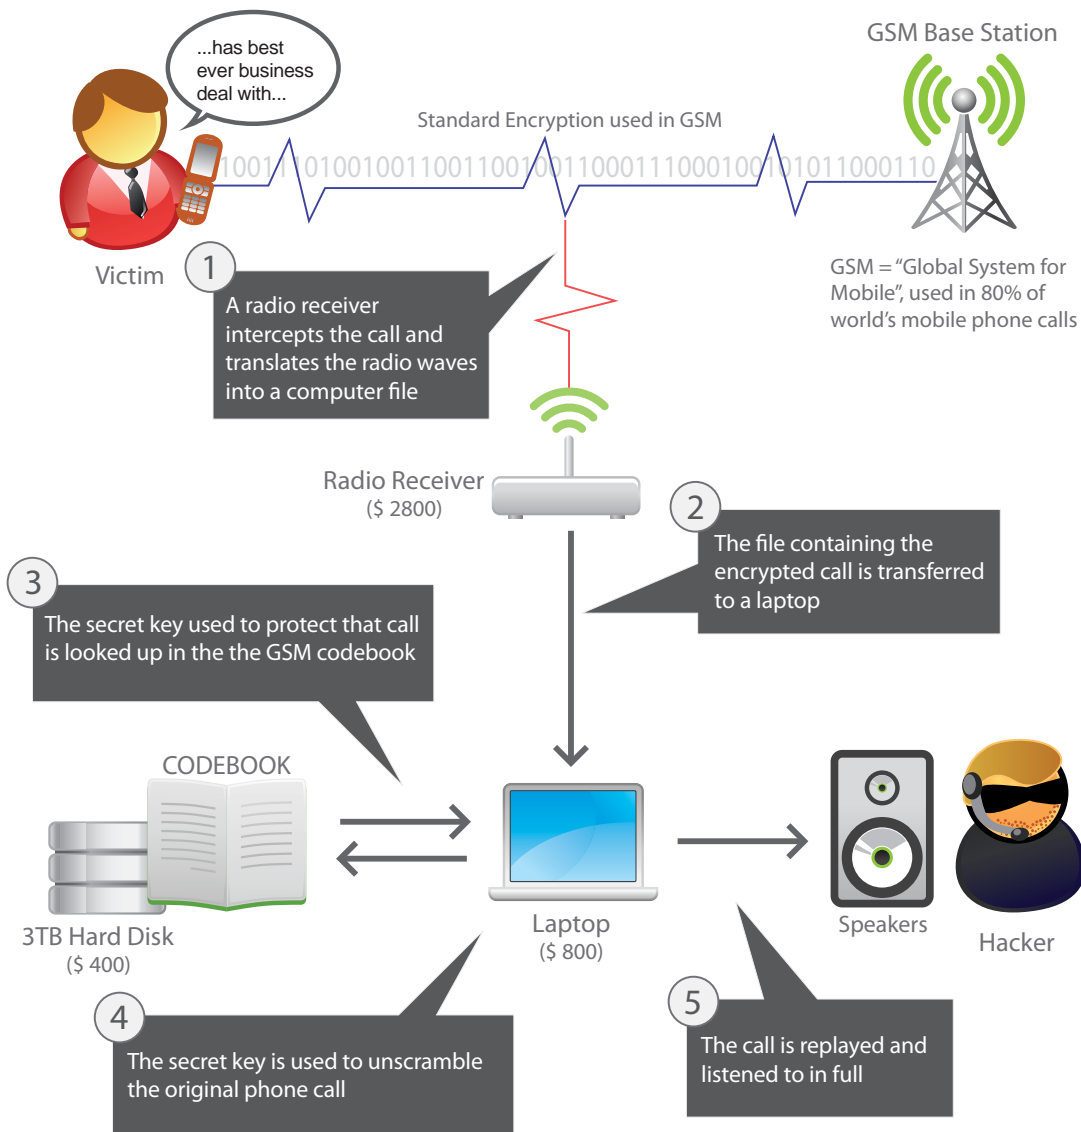 ...has best
ever business
deal with...
GSM Base Station
Standard Encryption used in GSM
10011101001001100110010011000111000100101011000110
Victim
GSM = “Global System for
Mobile”, used in 80% of
world’s mobile phone calls
1
A radio receiver
intercepts the call and
translates the radio waves
into a computer file
Radio Receiver
($ 2800)
2
The file containing the
encrypted call is transferred
to a laptop
3
The secret key used to protect that call
is looked up in the the GSM codebook
CODEBOOK
3TB Hard Disk
($ 400)
Laptop
($ 800)
Speakers
Hacker
4
The secret key is used to unscramble
the original phone call
5
The call is replayed and
listened to in full